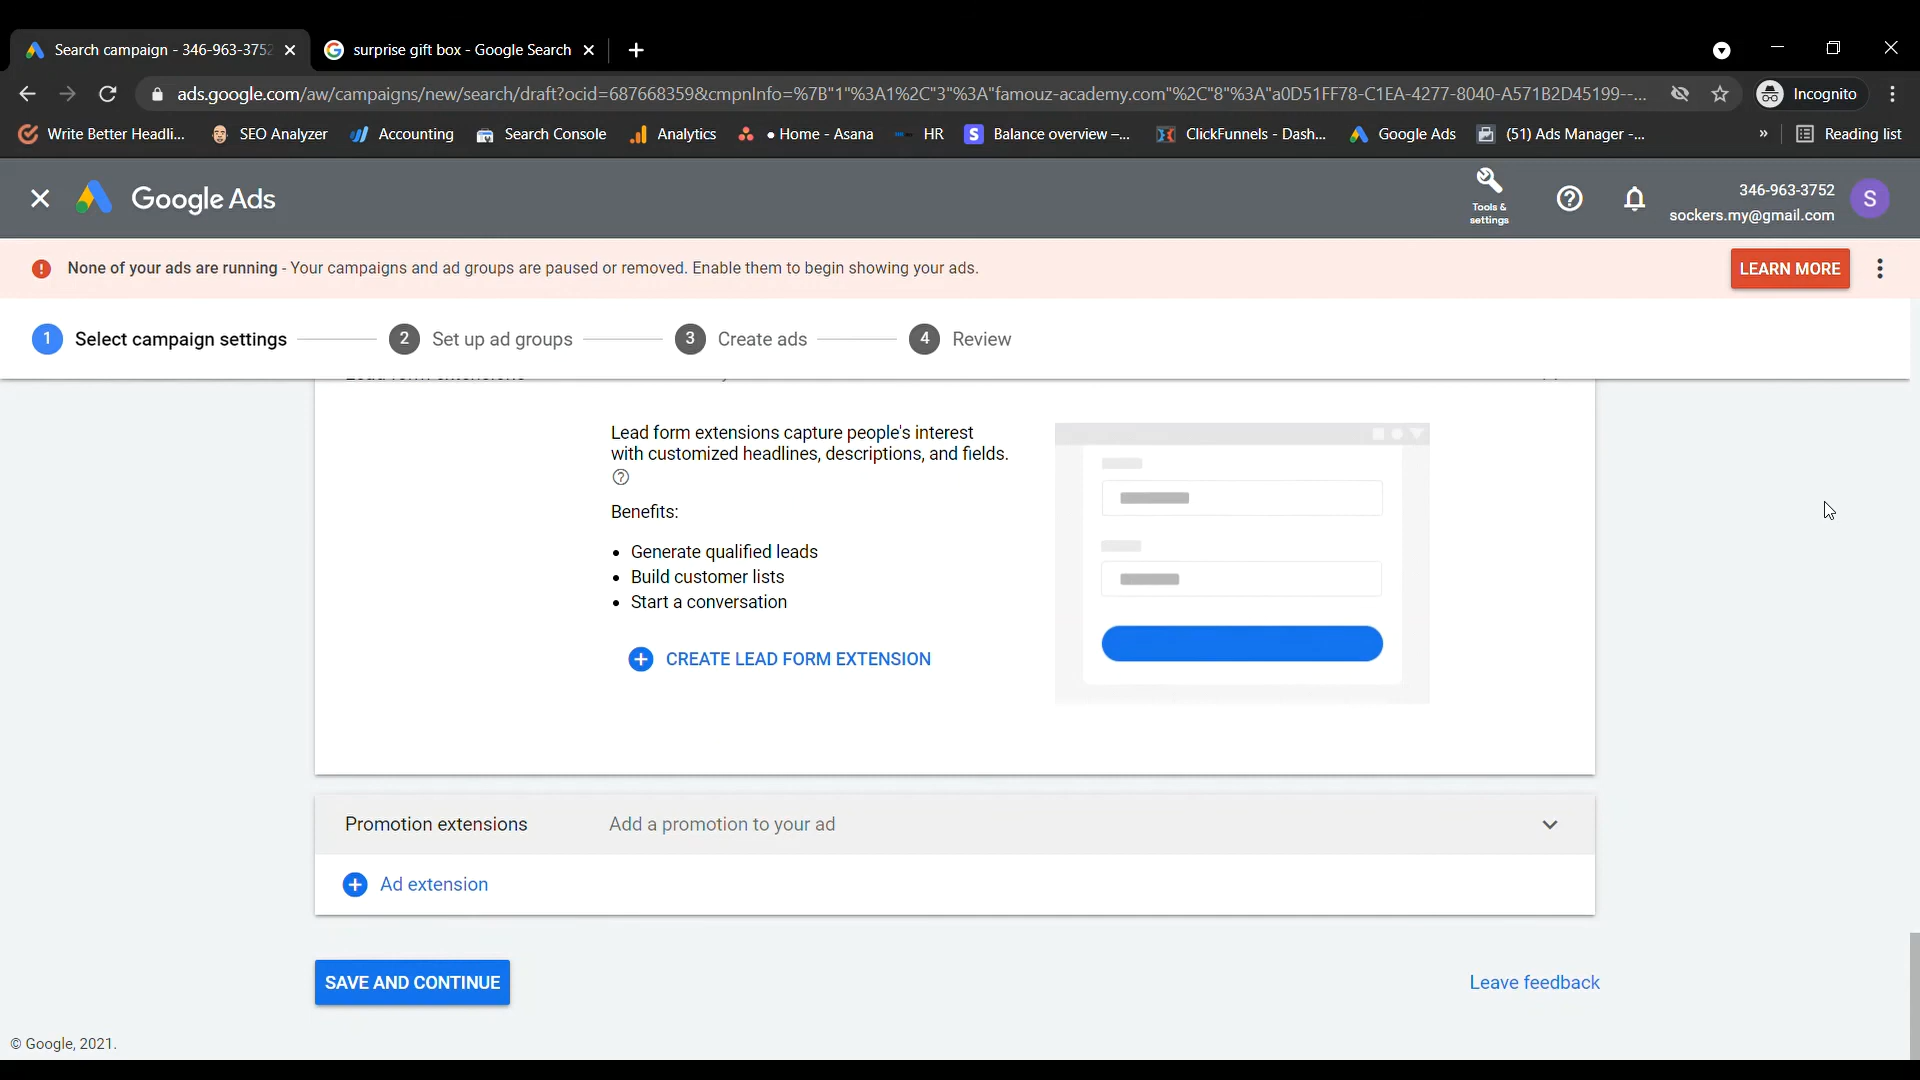 Search campaign - 346-963-3752
surprise gift box - Google Search
ads.google.com/aw/campaigns/new/search/draft?ocid=687668359&cmpnInfo=%7B"1"%3A1%2C"3"%3A"famouz-academy.com"%2C"8"%3A"a0D51FF78-C1EA-4277-8040-A571B2D45199--...
Incognito
Write Better Headli...
SEO Analyzer
Accounting
Search Console
Analytics
• Home - Asana
HR
S Balance overview –...
ClickFunnels - Dash...
Google Ads
(51) Ads Manager -...
»
Reading list
Google Ads
Tools &
settings
346-963-3752
sockers.my@gmail.com
S
None of your ads are running - Your campaigns and ad groups are paused or removed. Enable them to begin showing your ads.
LEARN MORE
1 Select campaign settings
2 Set up ad groups
3 Create ads
4 Review
Lead form extensions capture people's interest
with customized headlines, descriptions, and fields.
Benefits:
• Generate qualified leads
• Build customer lists
• Start a conversation
CREATE LEAD FORM EXTENSION
Promotion extensions
Add a promotion to your ad
Ad extension
SAVE AND CONTINUE
Leave feedback
© Google, 2021.